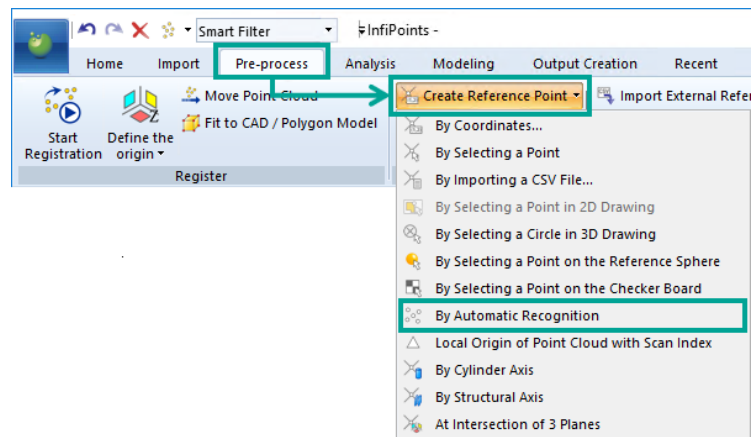 Smart Filter
InfiPoints -
Home Import Pre-process Analysis Modeling Output Creation Recent
Start Registration
Define the origin
Move Point Cloud
Fit to CAD / Polygon Model
Register
Create Reference Point
Import External Refer
By Coordinates...
By Selecting a Point
By Importing a CSV File...
By Selecting a Point in 2D Drawing
By Selecting a Circle in 3D Drawing
By Selecting a Point on the Reference Sphere
By Selecting a Point on the Checker Board
By Automatic Recognition
Local Origin of Point Cloud with Scan Index
By Cylinder Axis
By Structural Axis
At Intersection of 3 Planes